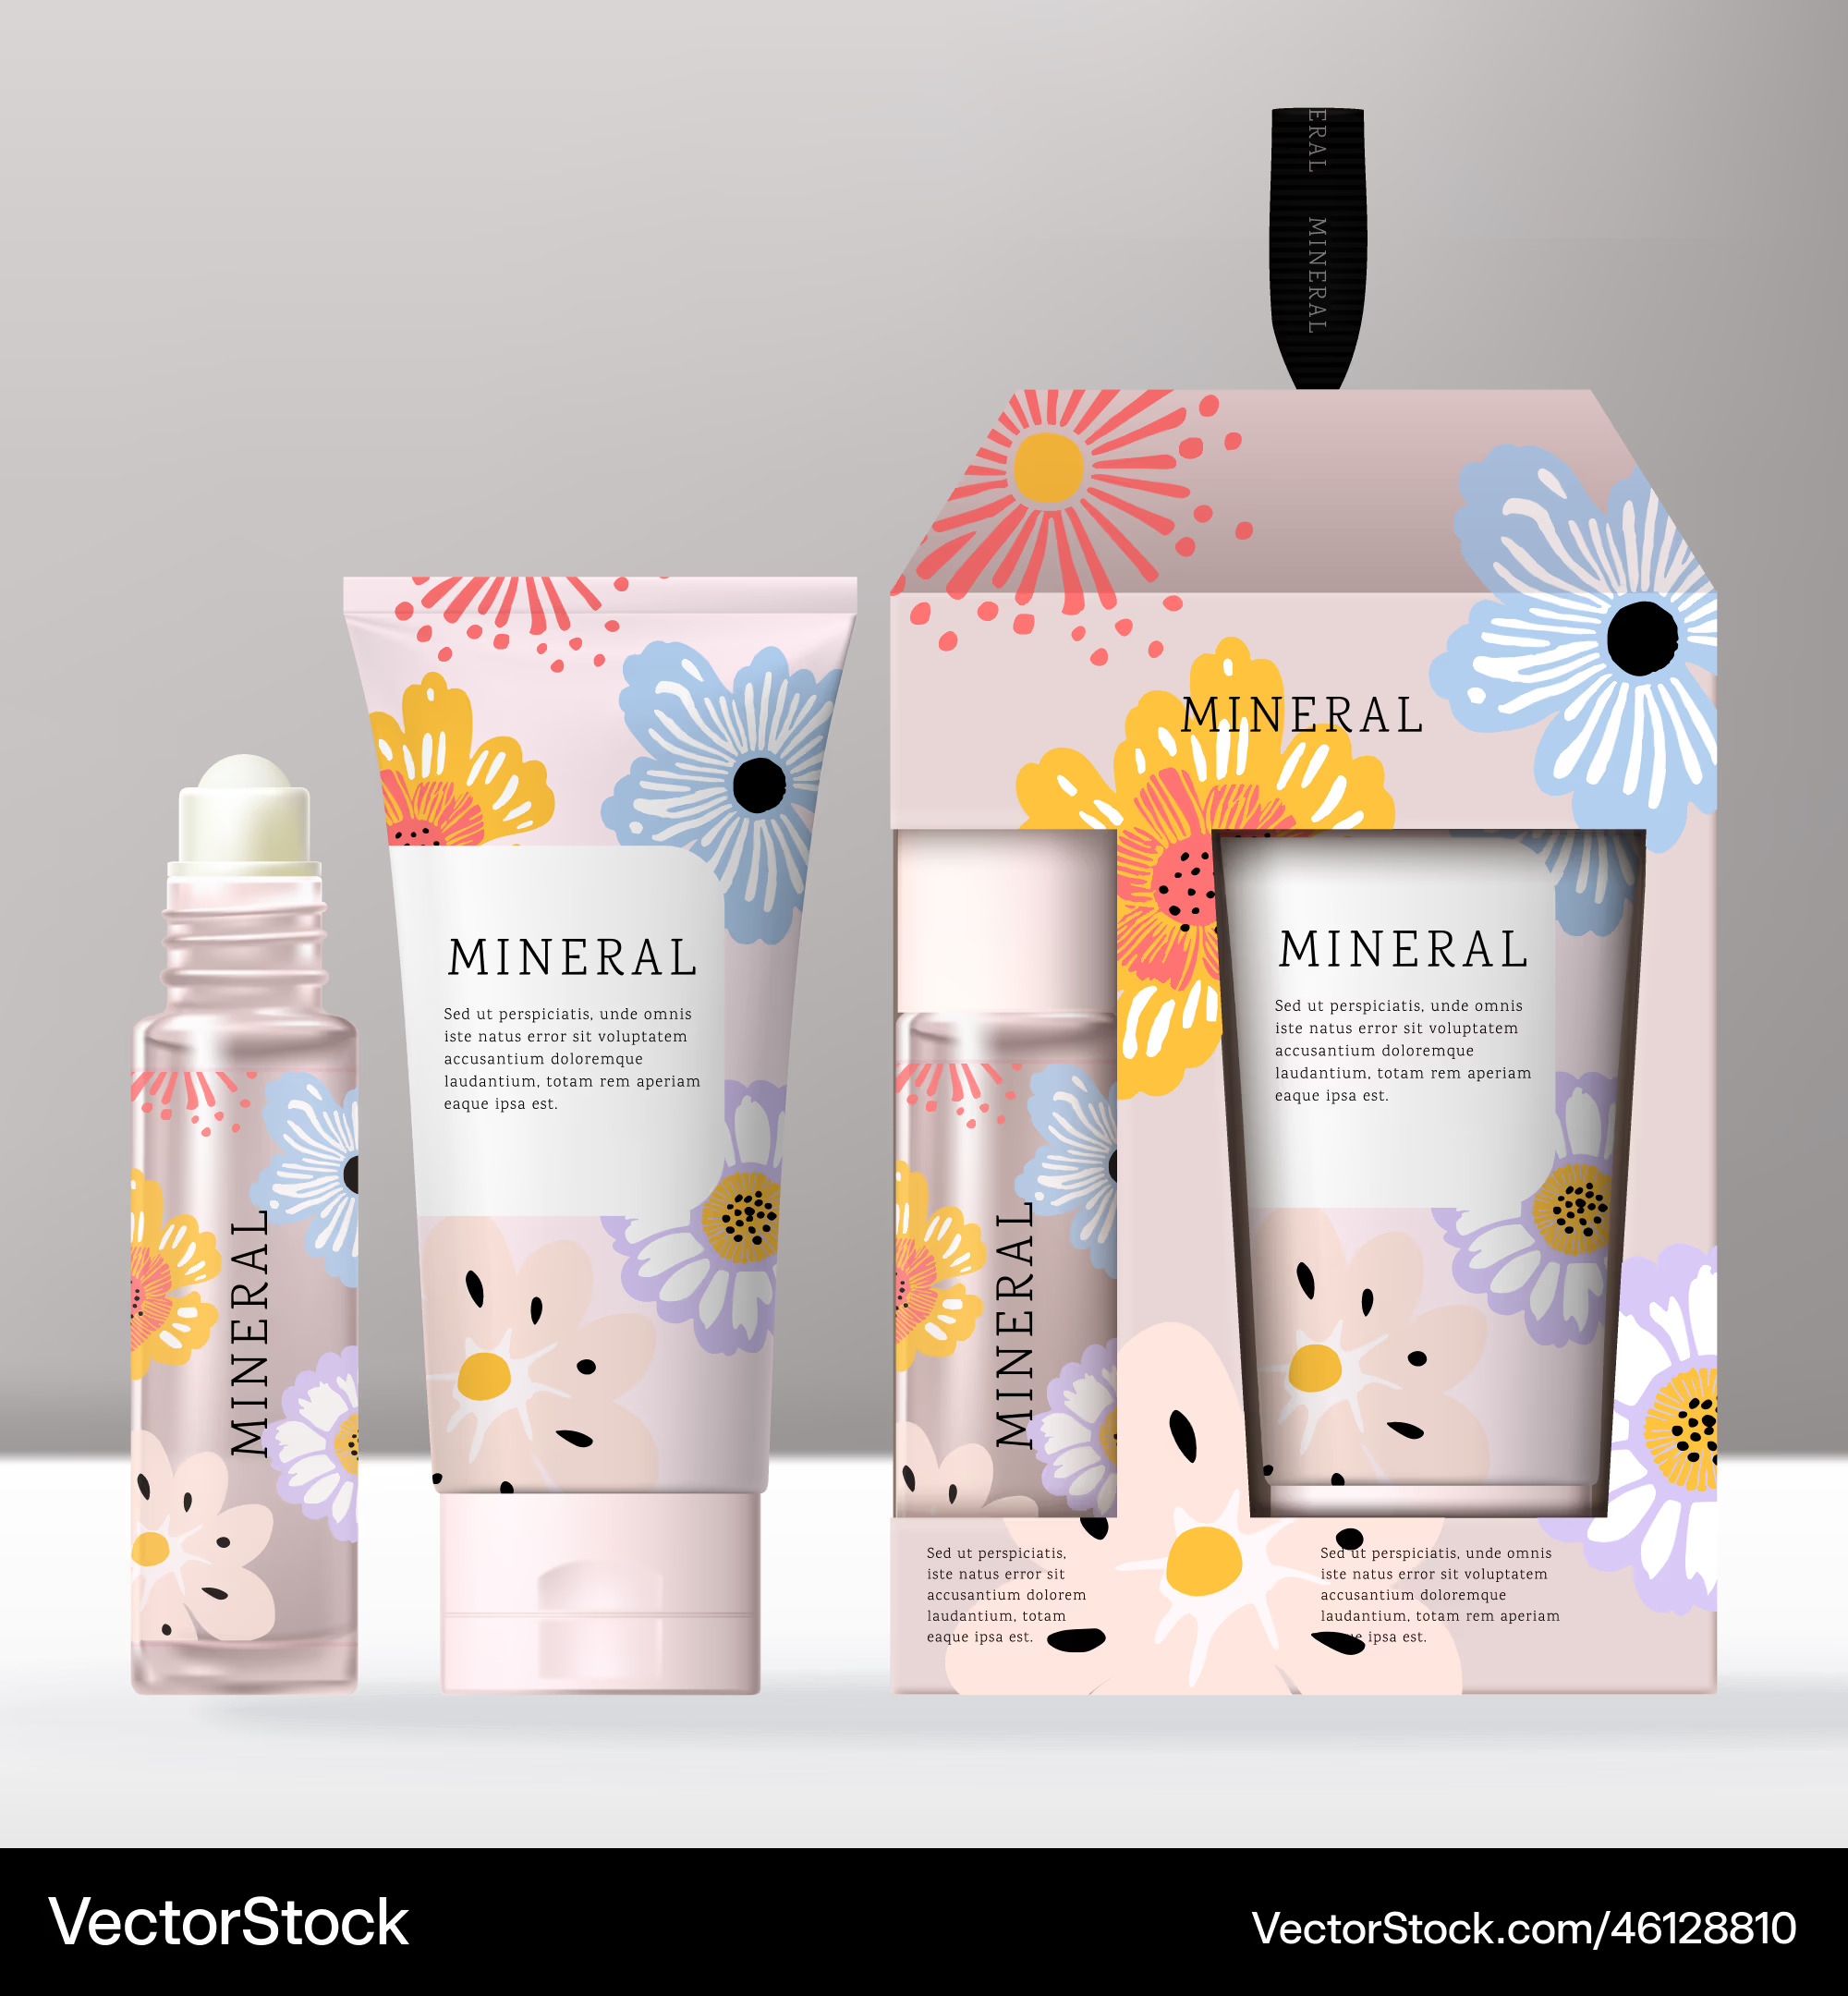 ERAL MINERAL
MINERAL
MINERAL
Sed ut perspiciatis, unde omnis
iste natus error sit voluptatem
accusantium doloremque
laudantium, totam rem aperiam
eaque ipsa est.
MINERAL
Sed ut perspiciatis, unde omnis
iste natus error sit voluptatem
accusantium doloremque
laudantium, totam rem aperiam
eaque ipsa est.
MINERAL
MINERAL
Sed ut perspiciatis,
iste natus error sit
accusantium dolorem
laudantium, totam
eaque ipsa est.
Sed ut perspiciatis, unde omnis
iste natus error sit voluptatem
accusantium doloremque
laudantium, totam rem aperiam
ipsa est.
VectorStock
VectorStock.com/46128810